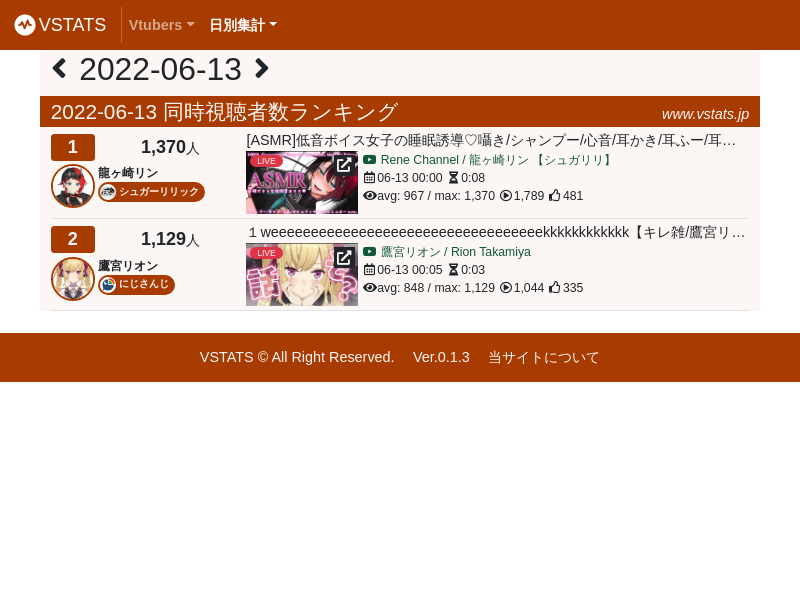 VSTATS Vtubers 日別集計
2022-06-13
2022-06-13 同時視聴者数ランキング www.vstats.jp
1 1,370人
龍ヶ崎リン
シュガーリリック
[ASMR]低音ボイス女子の睡眠誘導♡囁き/シャンプー/心音/耳かき/耳ふー/耳…
LIVE
ASMR
Rene Channel / 龍ヶ崎リン 【シュガリリ】
06-13 00:00 0:08
avg: 967 / max: 1,370 1,789 481
2 1,129人
鷹宮リオン
にじさんじ
１weeeeeeeeeeeeeeeeeeeeeeeeeeeeeeeeeekkkkkkkkkkkk【キレ雑/鷹宮リ…
LIVE
話 そ?
鷹宮リオン / Rion Takamiya
06-13 00:05 0:03
avg: 848 / max: 1,129 1,044 335
VSTATS © All Right Reserved. Ver.0.1.3 当サイトについて